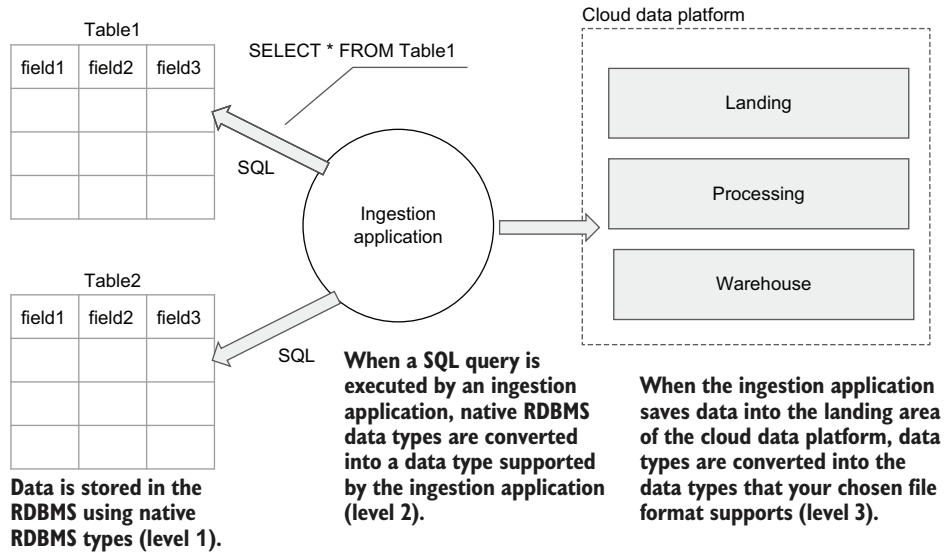 Table1
field1 field2 field3
SELECT * FROM Table1
SQL
Ingestion
application
Cloud data platform
Landing
Processing
Warehouse
Table2
field1 field2 field3
SQL
Data is stored in the
RDBMS using native
RDBMS types (level 1).
When a SQL query is
executed by an ingestion
application, native RDBMS
data types are converted
into a data type supported
by the ingestion application
(level 2).
When the ingestion application
saves data into the landing area
of the cloud data platform, data
types are converted into the
data types that your chosen file
format supports (level 3).